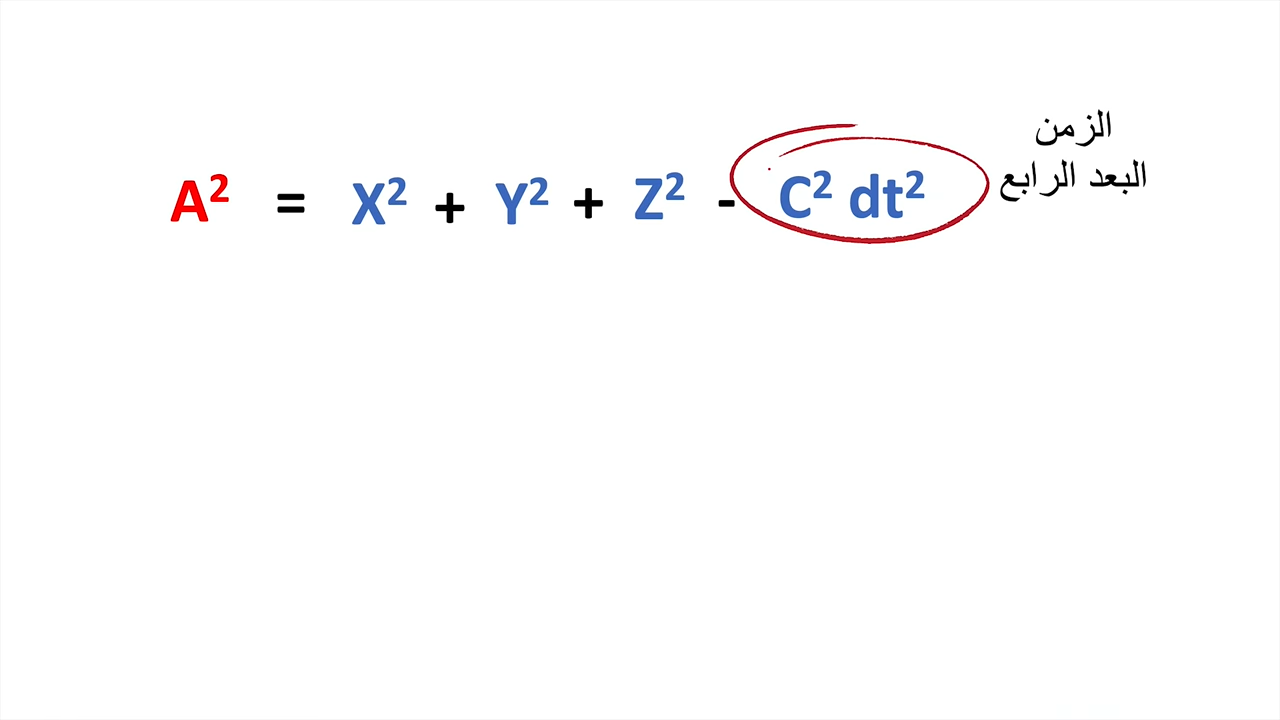 الزمن
البعد الرابع
A² = X² + Y² + Z² - C² dt²